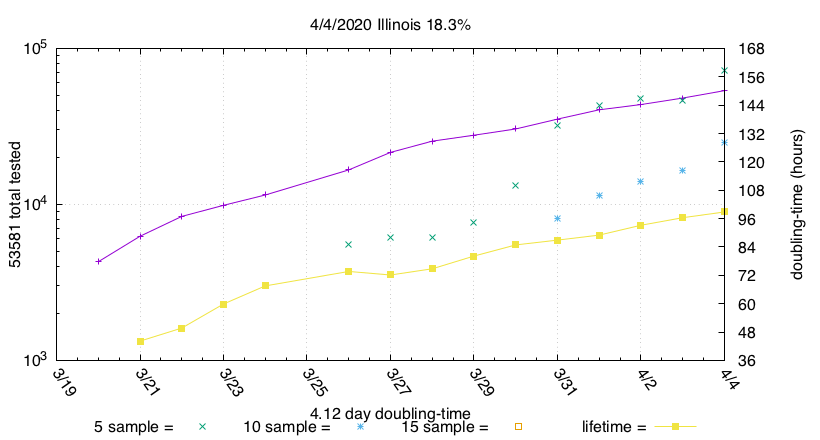 4/4/2020 Illinois 18.3%
10^5
10^4
10^3
53581 total tested
168
156
144
132
120
108
96
84
72
60
48
36
doubling-time (hours)
3/19 3/21 3/23 3/25 3/27 3/29 3/31 4/2 4/4
4.12 day doubling-time
5 sample = 10 sample = 15 sample = lifetime =